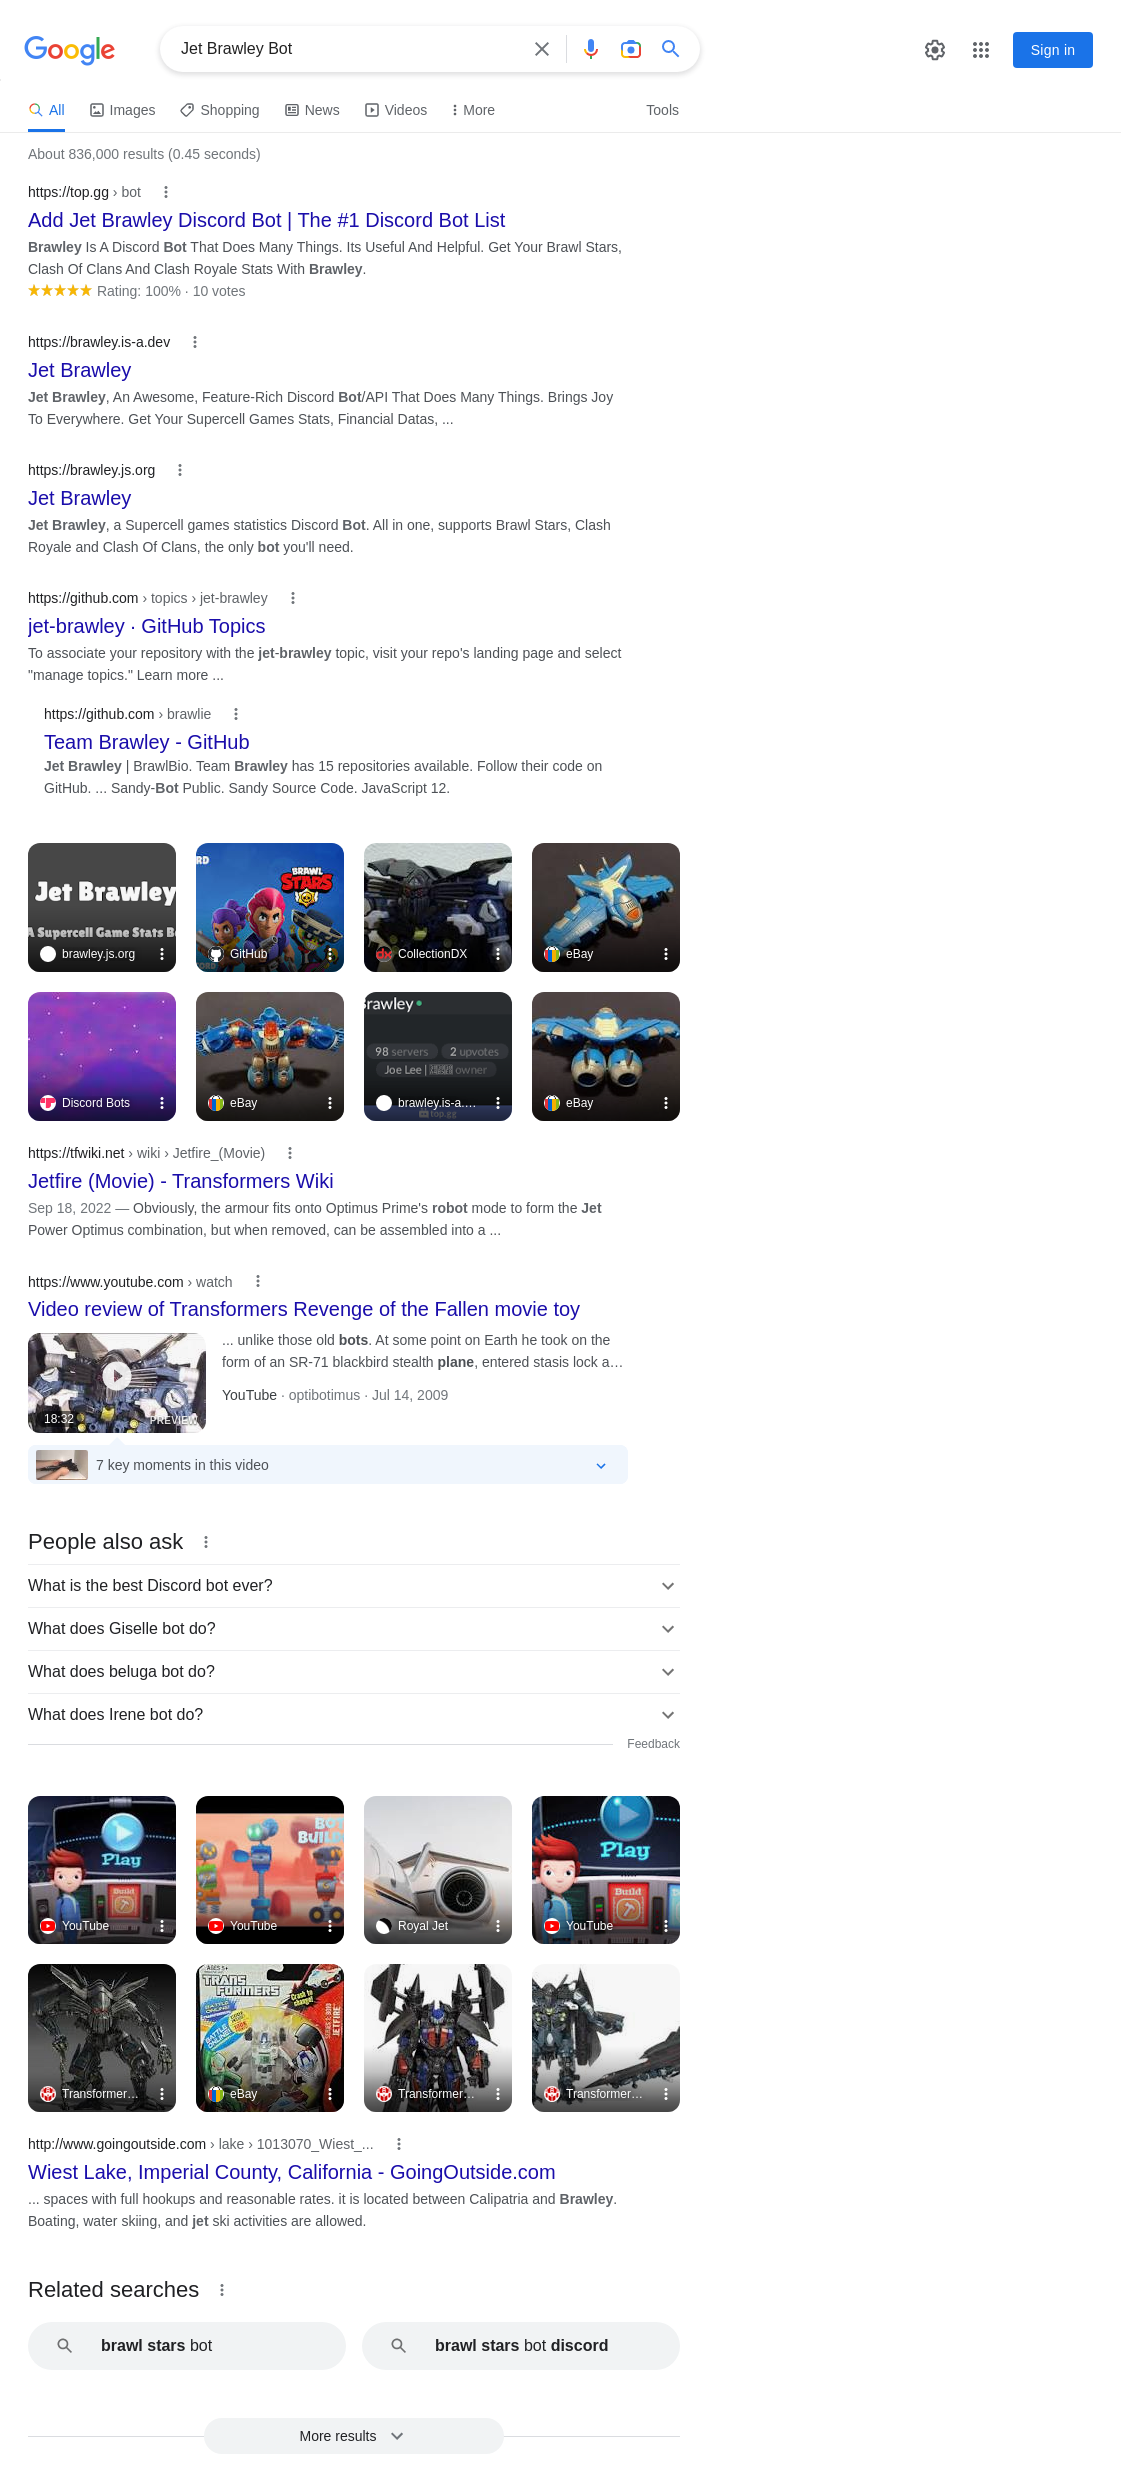 Google
Jet Brawley Bot
Sign in
All
Images
Shopping
News
Videos
More
Tools
About 836,000 results (0.45 seconds)
https://top.gg › bot
Add Jet Brawley Discord Bot | The #1 Discord Bot List
Brawley Is A Discord Bot That Does Many Things. Its Useful And Helpful. Get Your Brawl Stars,
Clash Of Clans And Clash Royale Stats With Brawley.
Rating: 100% · 10 votes
https://brawley.is-a.dev
Jet Brawley
Jet Brawley, An Awesome, Feature-Rich Discord Bot/API That Does Many Things. Brings Joy
To Everywhere. Get Your Supercell Games Stats, Financial Datas, ...
https://brawley.js.org
Jet Brawley
Jet Brawley, a Supercell games statistics Discord Bot. All in one, supports Brawl Stars, Clash
Royale and Clash Of Clans, the only bot you'll need.
https://github.com › topics › jet-brawley
jet-brawley · GitHub Topics
To associate your repository with the jet-brawley topic, visit your repo's landing page and select
"manage topics." Learn more ...
https://github.com › brawlie
Team Brawley - GitHub
Jet Brawley | BrawlBio. Team Brawley has 15 repositories available. Follow their code on
GitHub. ... Sandy-Bot Public. Sandy Source Code. JavaScript 12.
Jet Brawley
A Supercell Game Stats B
brawley.js.org
RD
BRAWL
STARS
GitHub
dx
CollectionDX
eBay
Discord Bots
eBay
Brawley
98 servers
2 upvotes
Joe Lee |
owner
brawley.is-a....
top.gg
eBay
https://tfwiki.net › wiki › Jetfire_(Movie)
Jetfire (Movie) - Transformers Wiki
Sep 18, 2022 — Obviously, the armour fits onto Optimus Prime's robot mode to form the Jet
Power Optimus combination, but when removed, can be assembled into a ...
https://www.youtube.com › watch
Video review of Transformers Revenge of the Fallen movie toy
18:32
PREVIEW
... unlike those old bots. At some point on Earth he took on the
form of an SR-71 blackbird stealth plane, entered stasis lock a…
YouTube · optibotimus · Jul 14, 2009
7 key moments in this video
People also ask
What is the best Discord bot ever?
What does Giselle bot do?
What does beluga bot do?
What does Irene bot do?
Feedback
Play
Build
YouTube
BOT
BUILD
YouTube
Royal Jet
Play
Build
YouTube
Transformer…
AGES 5+
TRANSFORMERS
Crash to
change!
JETFIRE
eBay
Transformer…
Transformer…
http://www.goingoutside.com › lake › 1013070_Wiest_...
Wiest Lake, Imperial County, California - GoingOutside.com
... spaces with full hookups and reasonable rates. it is located between Calipatria and Brawley.
Boating, water skiing, and jet ski activities are allowed.
Related searches
brawl stars bot
brawl stars bot discord
More results